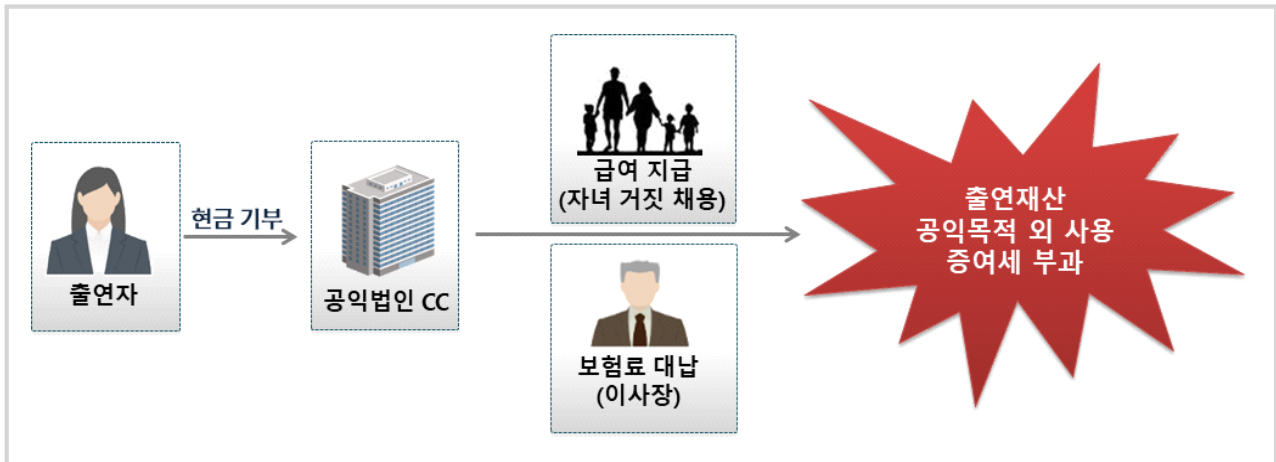 출연자
현금 기부
공익법인 CC
급여 지급
(자녀 거짓 채용)
보험료 대납
(이사장)
출연재산
공익목적 외 사용
증여세 부과